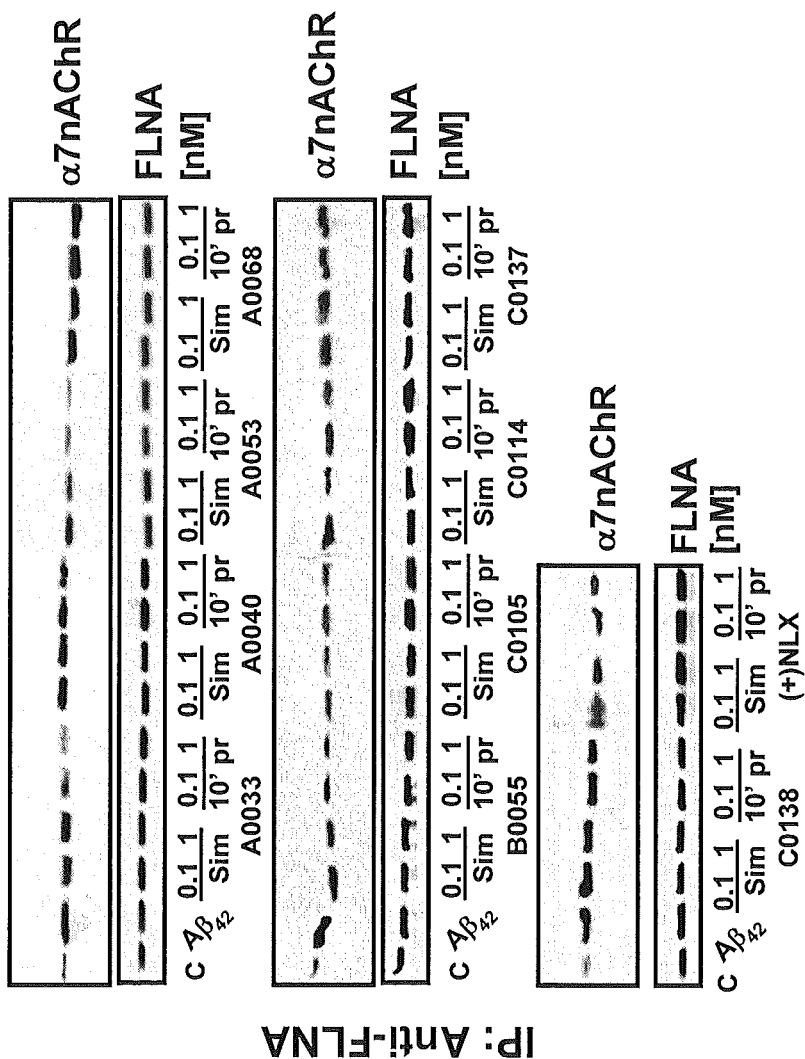 IP: Anti-FLNA
α7nAChR
FLNA
C Aβ42 0.1 1 0.1 1 0.1 1 0.1 1 0.1 1 0.1 1 0.1 1 0.1 1 [nM]
Sim 10' pr Sim 10' pr Sim 10' pr Sim 10' pr
A0033 A0040 A0053 A0068
α7nAChR
FLNA
C Aβ42 0.1 1 0.1 1 0.1 1 0.1 1 0.1 1 0.1 1 0.1 1 0.1 1 [nM]
Sim 10' pr Sim 10' pr Sim 10' pr Sim 10' pr
B0055 C0105 C0114 C0137
α7nAChR
FLNA
C Aβ42 0.1 1 0.1 1 0.1 1 0.1 1 [nM]
Sim 10' pr Sim 10' pr
C0138 (+)NLX